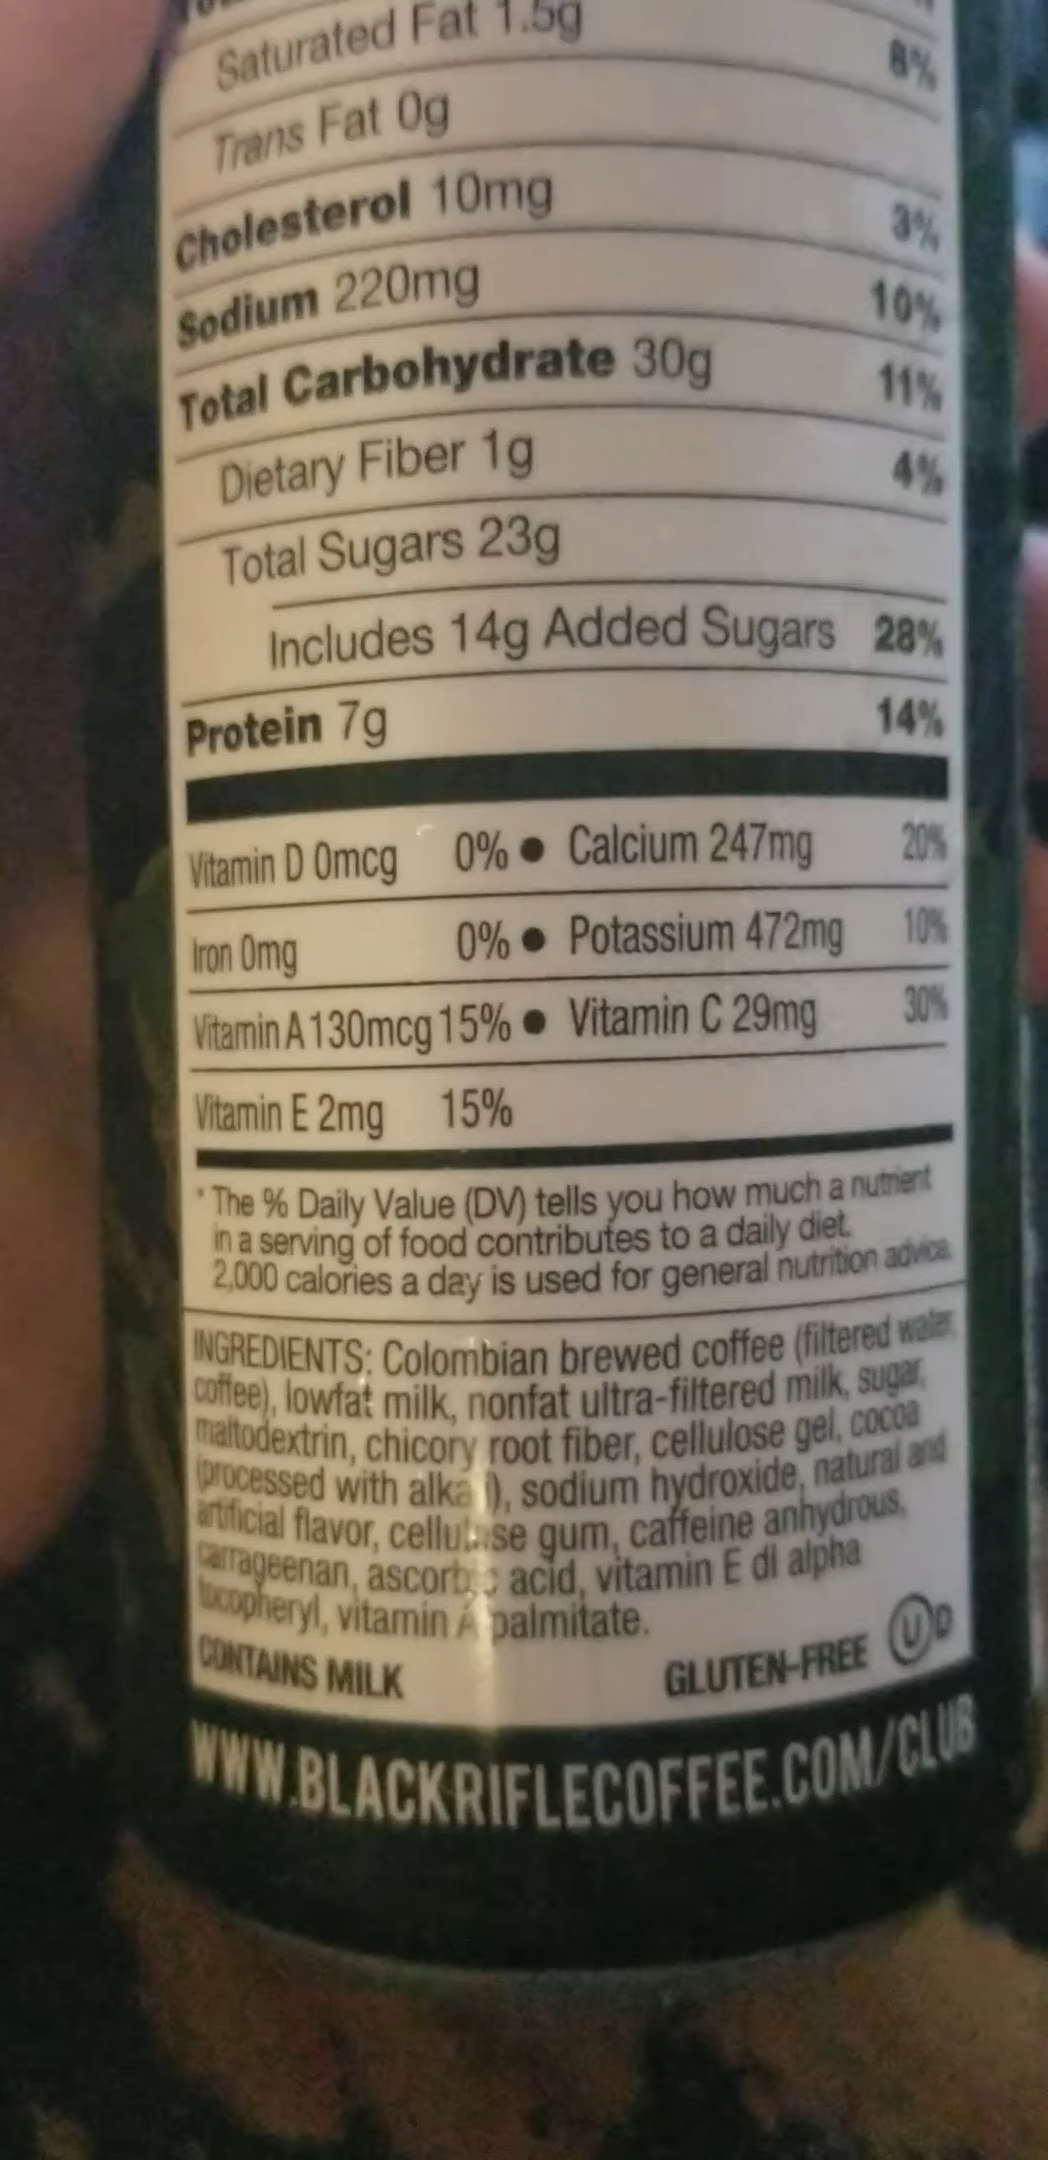 Saturated Fat 1.5g 8%
Trans Fat 0g
Cholesterol 10mg 3%
Sodium 220mg 10%
Total Carbohydrate 30g 11%
Dietary Fiber 1g 4%
Total Sugars 23g
Includes 14g Added Sugars 28%
Protein 7g 14%
Vitamin D 0mcg 0% • Calcium 247mg 20%
Iron 0mg 0% • Potassium 472mg 10%
Vitamin A 130mcg 15% • Vitamin C 29mg 30%
Vitamin E 2mg 15%
* The % Daily Value (DV) tells you how much a nutrient
in a serving of food contributes to a daily diet.
2,000 calories a day is used for general nutrition advice.
INGREDIENTS: Colombian brewed coffee (filtered water,
coffee), lowfat milk, nonfat ultra-filtered milk, sugar,
maltodextrin, chicory root fiber, cellulose gel, cocoa
(processed with alkali), sodium hydroxide, natural and
artificial flavor, cellulose gum, caffeine anhydrous,
carrageenan, ascorbic acid, vitamin E dl alpha
tocopheryl, vitamin A palmitate.
CONTAINS MILK GLUTEN-FREE U D
WWW.BLACKRIFLECOFFEE.COM/CLUB